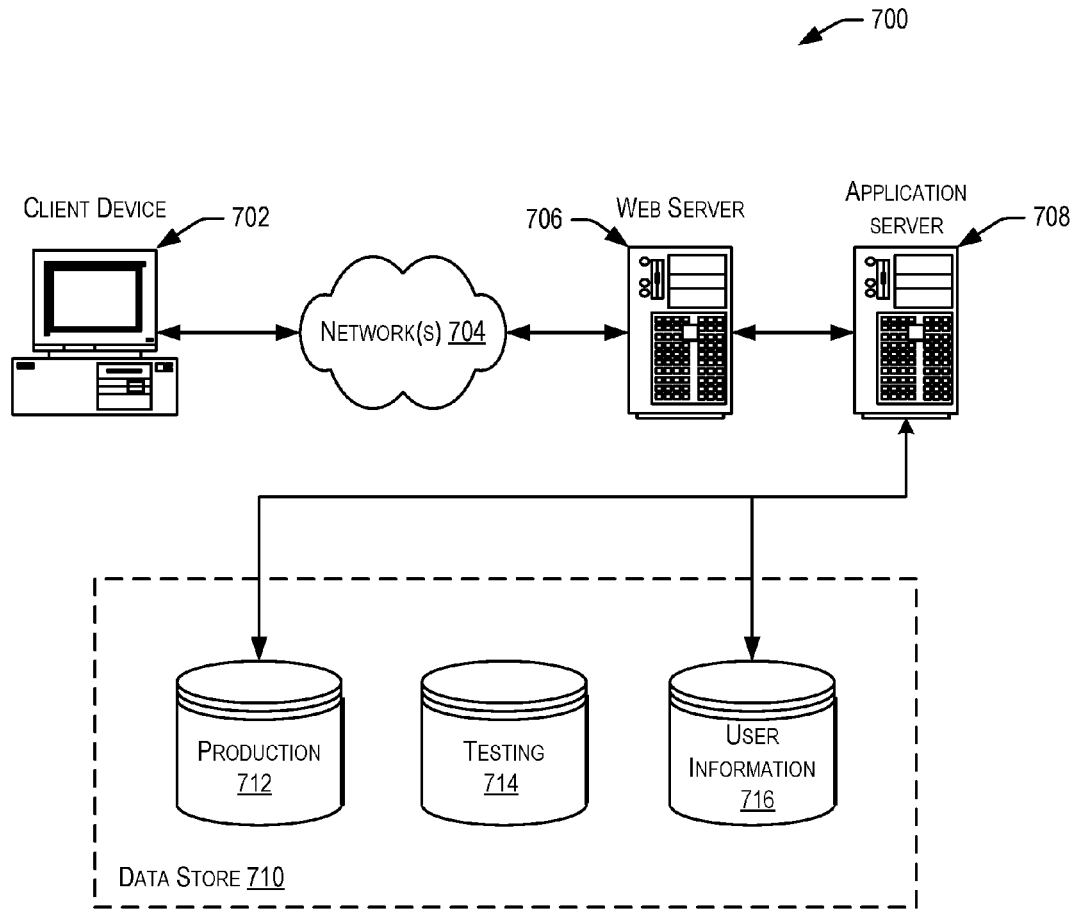 700
CLIENT DEVICE
702
706
WEB SERVER
APPLICATION
SERVER
708
NETWORK(S) 704
PRODUCTION
712
TESTING
714
USER
INFORMATION
716
DATA STORE 710